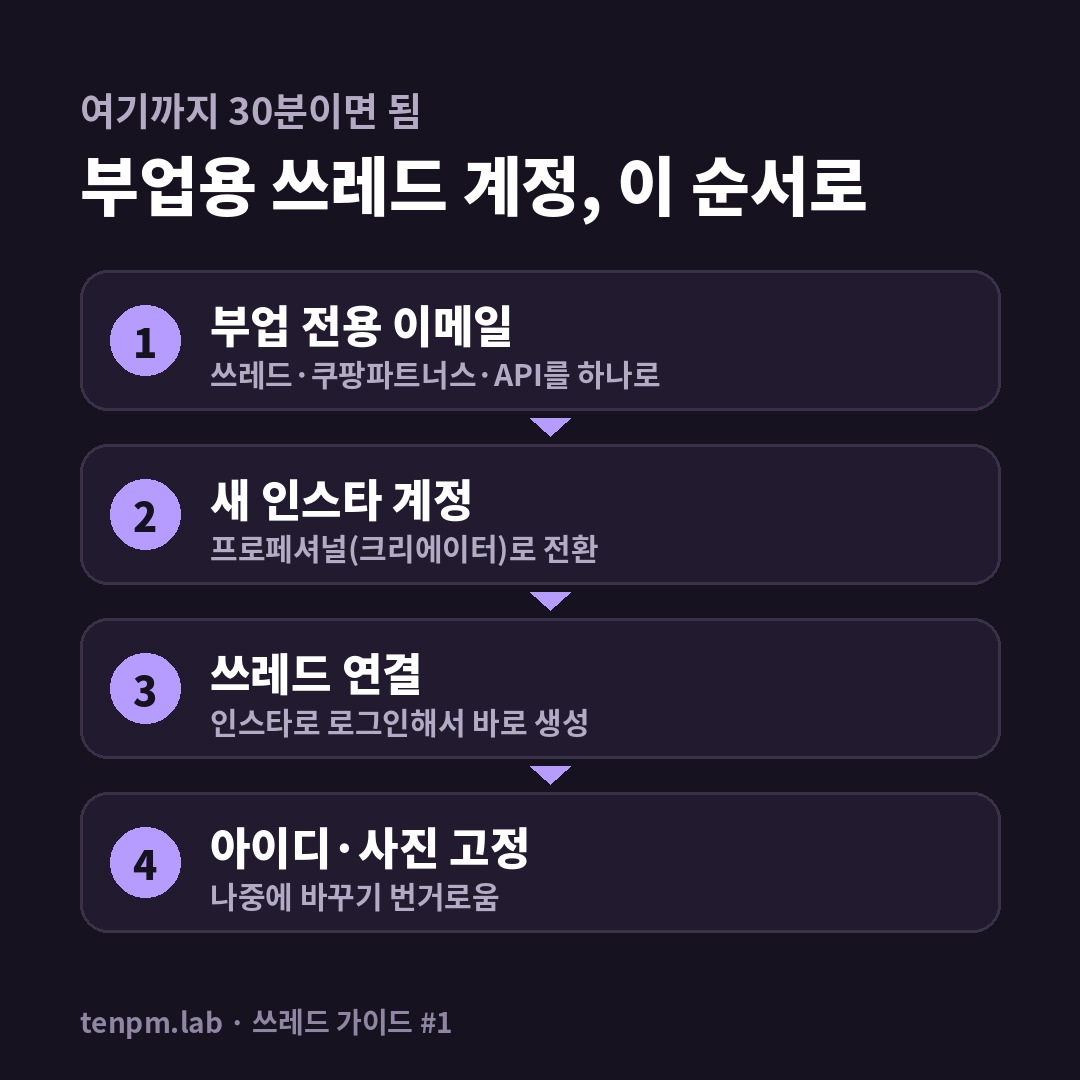 여기까지 30분이면 됨
부업용 쓰레드 계정, 이 순서로
1
부업 전용 이메일
쓰레드·쿠팡파트너스·API를 하나로
2
새 인스타 계정
프로페셔널(크리에이터)로 전환
3
쓰레드 연결
인스타로 로그인해서 바로 생성
4
아이디·사진 고정
나중에 바꾸기 번거로움
tenpm.lab · 쓰레드 가이드 #1